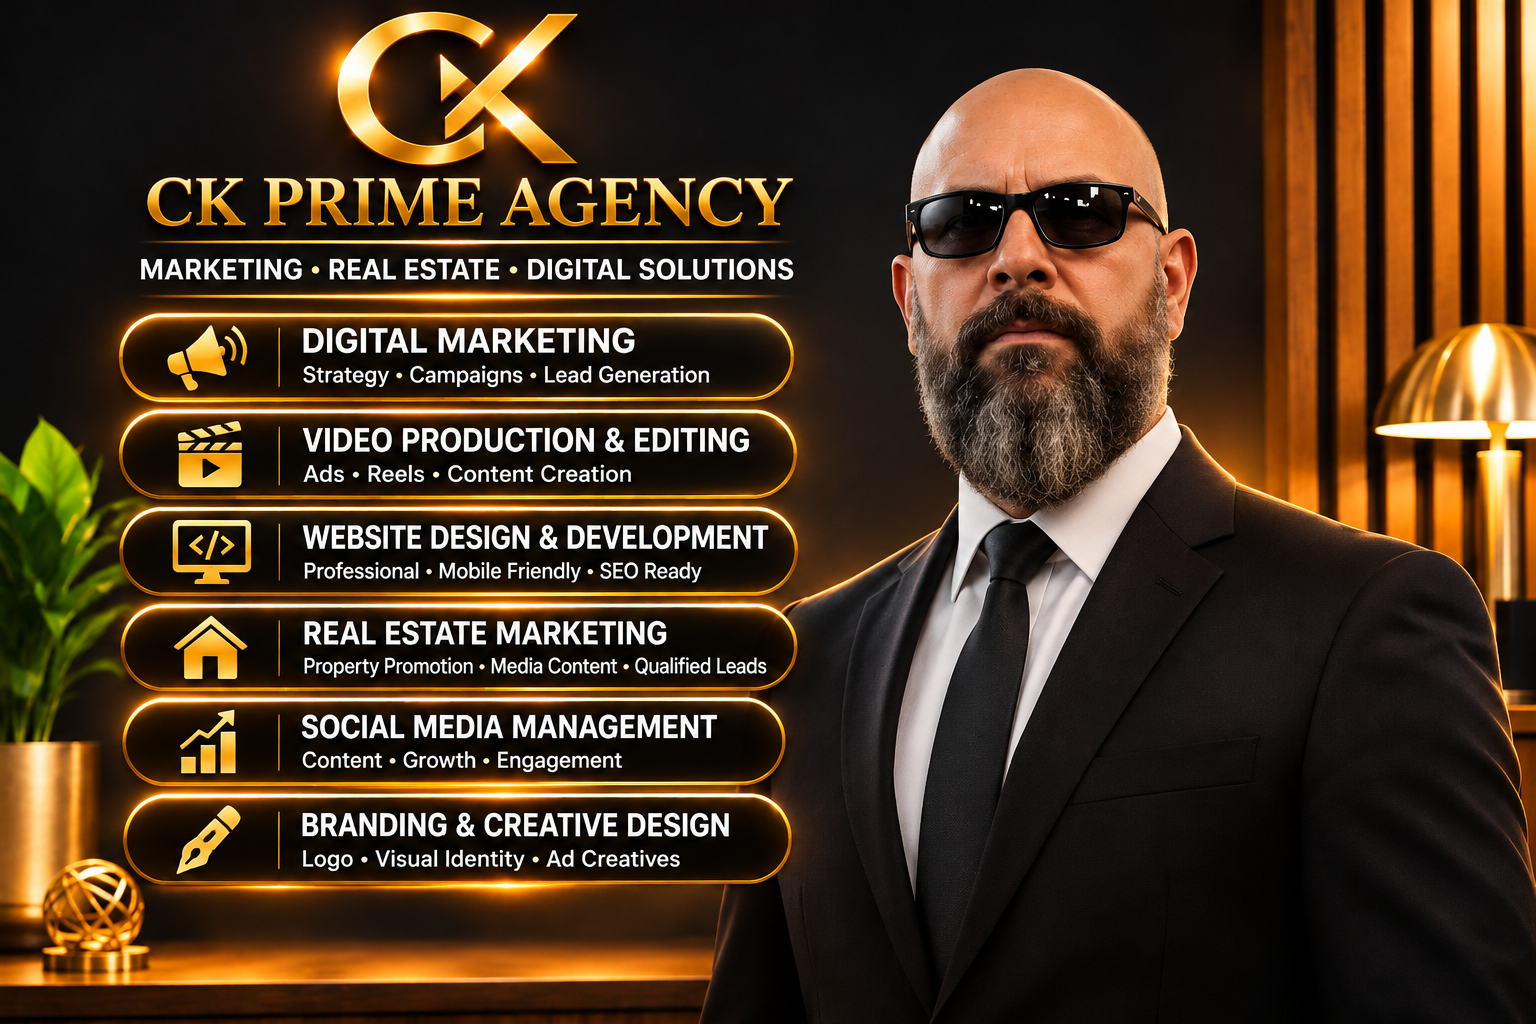 CK
CK PRIME AGENCY
MARKETING • REAL ESTATE • DIGITAL SOLUTIONS
DIGITAL MARKETING
Strategy • Campaigns • Lead Generation
VIDEO PRODUCTION & EDITING
Ads • Reels • Content Creation
WEBSITE DESIGN & DEVELOPMENT
Professional • Mobile Friendly • SEO Ready
REAL ESTATE MARKETING
Property Promotion • Media Content • Qualified Leads
SOCIAL MEDIA MANAGEMENT
Content • Growth • Engagement
BRANDING & CREATIVE DESIGN
Logo • Visual Identity • Ad Creatives